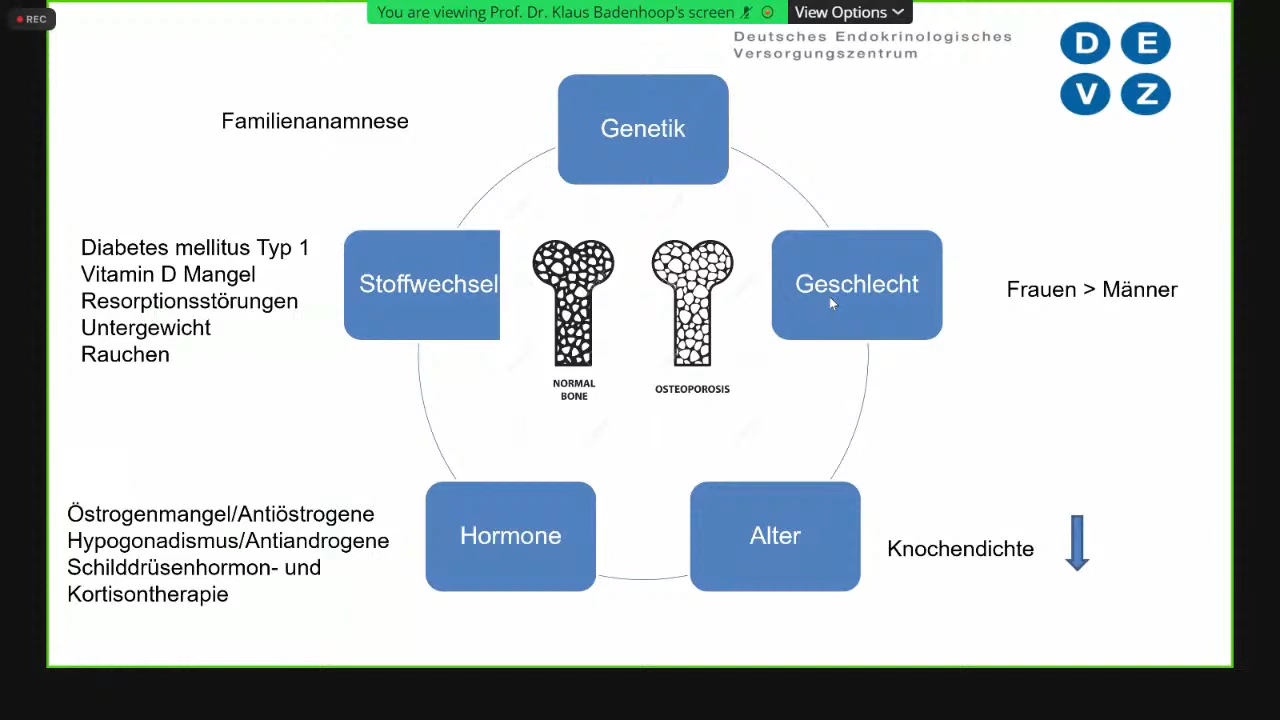 REC
You are viewing Prof. Dr. Klaus Badenhoop's screen
View Options
Deutsches Endokrinologisches
Versorgungszentrum
D E
V Z
Familienanamnese
Genetik
Diabetes mellitus Typ 1
Vitamin D Mangel
Resorptionsstörungen
Untergewicht
Rauchen
Stoffwechsel
NORMAL
BONE
OSTEOPOROSIS
Geschlecht
Frauen > Männer
Östrogenmangel/Antiöstrogene
Hypogonadismus/Antiandrogene
Schilddrüsenhormon- und
Kortisontherapie
Hormone
Alter
Knochendichte